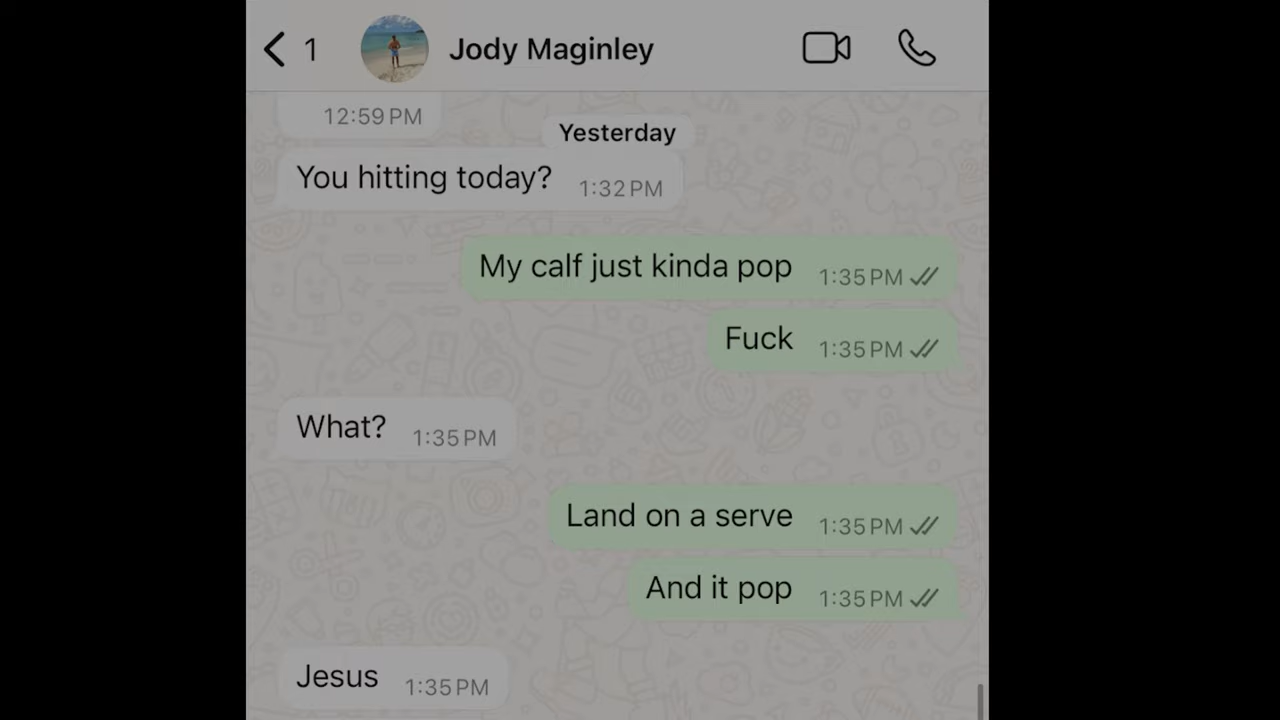 1 Jody Maginley
12:59 PM
Yesterday
You hitting today? 1:32 PM
My calf just kinda pop 1:35 PM
Fuck 1:35 PM
What? 1:35 PM
Land on a serve 1:35 PM
And it pop 1:35 PM
Jesus 1:35 PM